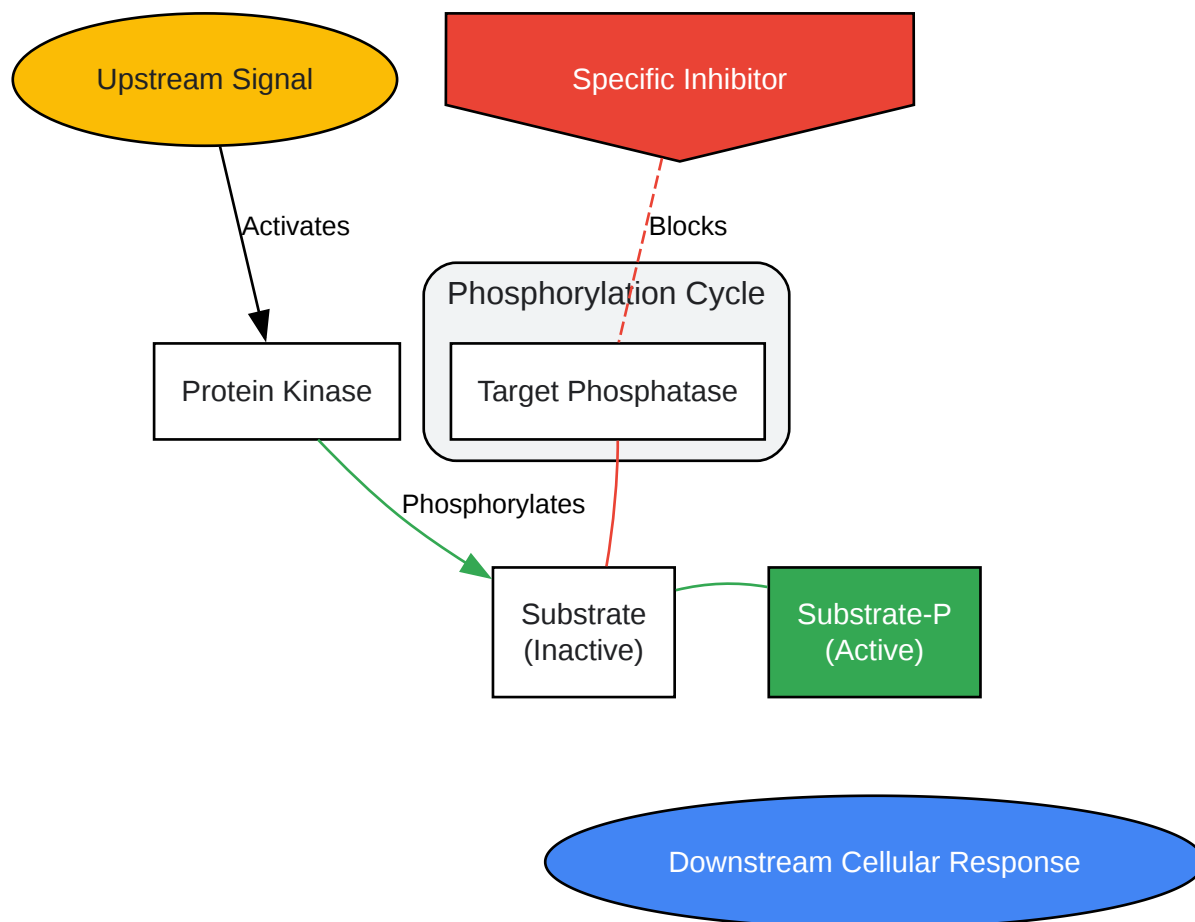 Upstream Signal
Specific Inhibitor
Activates
Blocks
Phosphorylation Cycle
Protein Kinase
Target Phosphatase
Phosphorylates
Substrate
(Inactive)
Substrate-P
(Active)
Downstream Cellular Response